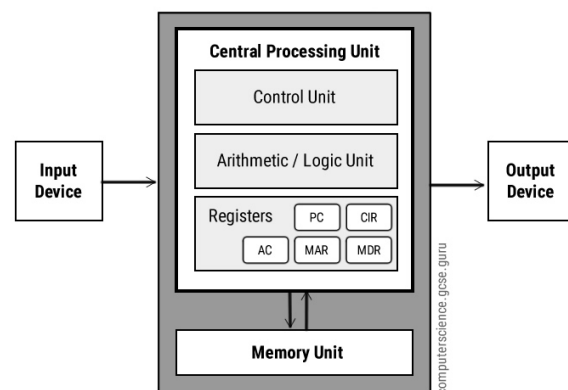 Central Processing Unit
Control Unit
Arithmetic / Logic Unit
Input
Device
Output
Device
Registers
PC
CIR
AC
MAR
MDR
Memory Unit
computerscience.gcse.guru